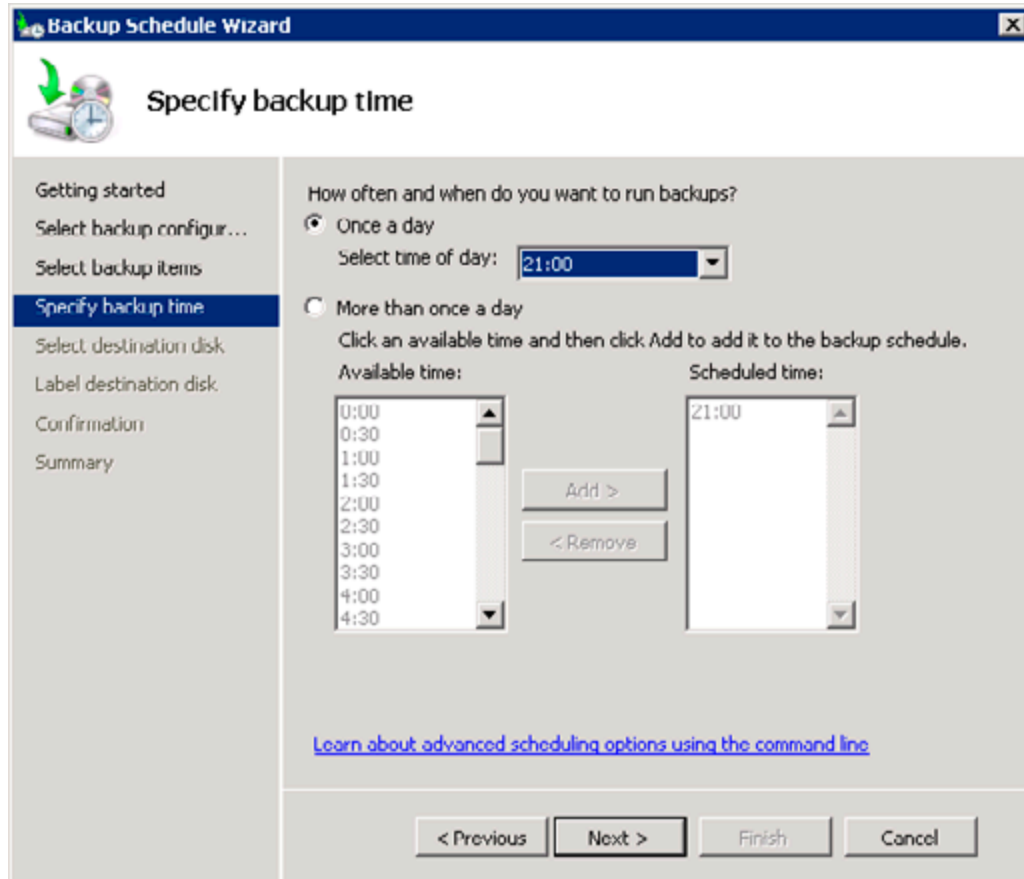 Backup Schedule Wizard
Specify backup time
Getting started
Select backup configur...
Select backup items
Specify backup time
Select destination disk
Label destination disk
Confirmation
Summary
How often and when do you want to run backups?
Once a day
Select time of day: 21:00
More than once a day
Click an available time and then click Add to add it to the backup schedule.
Available time: Scheduled time:
0:00 21:00
0:30
1:00
1:30
2:00
2:30
3:00
3:30
4:00
4:30
Add >
< Remove
Learn about advanced scheduling options using the command line
< Previous Next > Finish Cancel